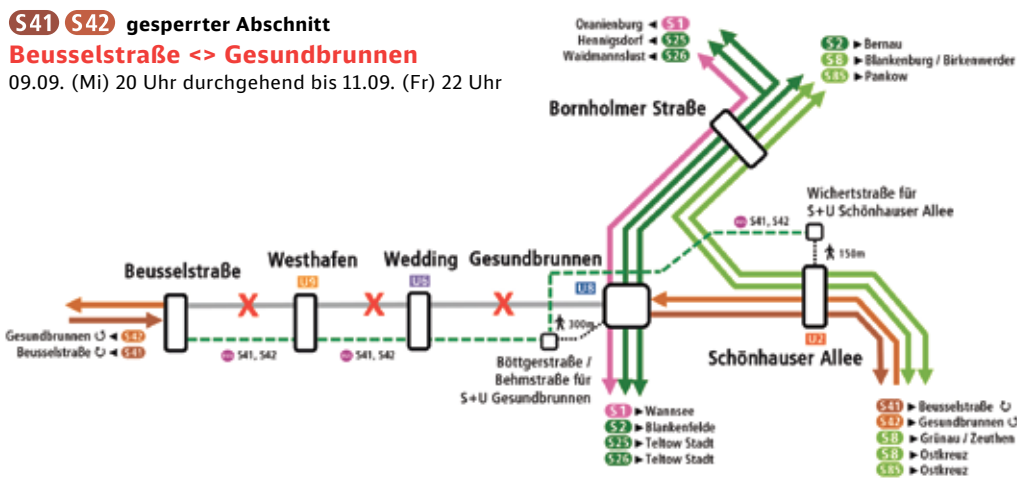 S41 S42 gesperrter Abschnitt
Beusselstraße <> Gesundbrunnen
09.09. (Mi) 20 Uhr durchgehend bis 11.09. (Fr) 22 Uhr
Oranienburg ◄ S1
Hennigsdorf ◄ S25
Waidmannslust ◄ S26
S2 ► Bernau
S8 ► Blankenburg / Birkenwerder
S85 ► Pankow
Bornholmer Straße
Wichertstraße für
S+U Schönhauser Allee
S41, S42
150m
Beusselstraße
Westhafen
U9
Wedding
U6
Gesundbrunnen
U8
X
X
X
Gesundbrunnen ↺ ◄ S42
Beusselstraße ↻ ◄ S41
S41, S42
S41, S42
300m
Böttgerstraße /
Behmstraße für
S+U Gesundbrunnen
U2
Schönhauser Allee
S1 ► Wannsee
S2 ► Blankenfelde
S25 ► Teltow Stadt
S26 ► Teltow Stadt
S41 ► Beusselstraße ↻
S42 ► Gesundbrunnen ↺
S8 ► Grünau / Zeuthen
S8 ► Ostkreuz
S85 ► Ostkreuz